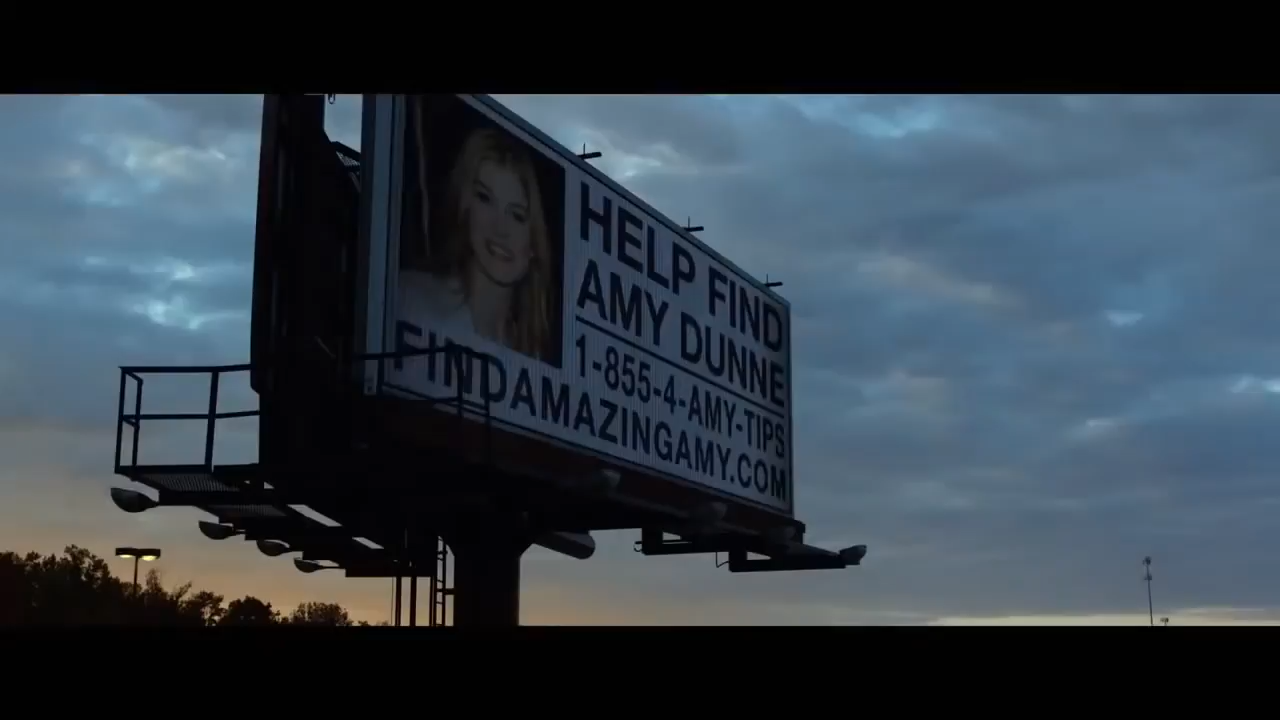 HELP FIND
AMY DUNNE
1-855-4-AMY-TIPS
FINDAMAZINGAMY.COM